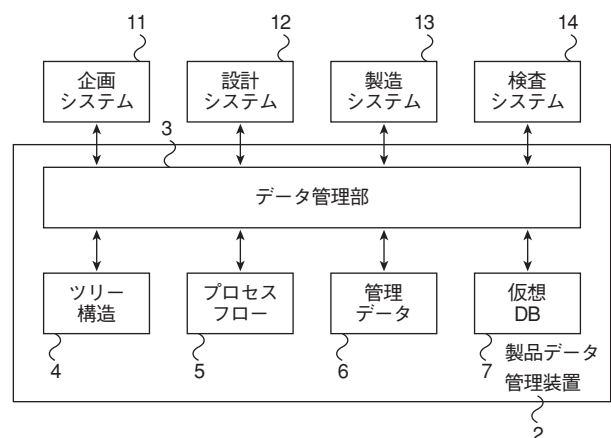 11
12
13
14
企画
システム
設計
システム
製造
システム
検査
システム
3
データ管理部
ツリー
構造
プロセス
フロー
管理
データ
仮想
DB
4
5
6
7
製品データ
管理装置
2